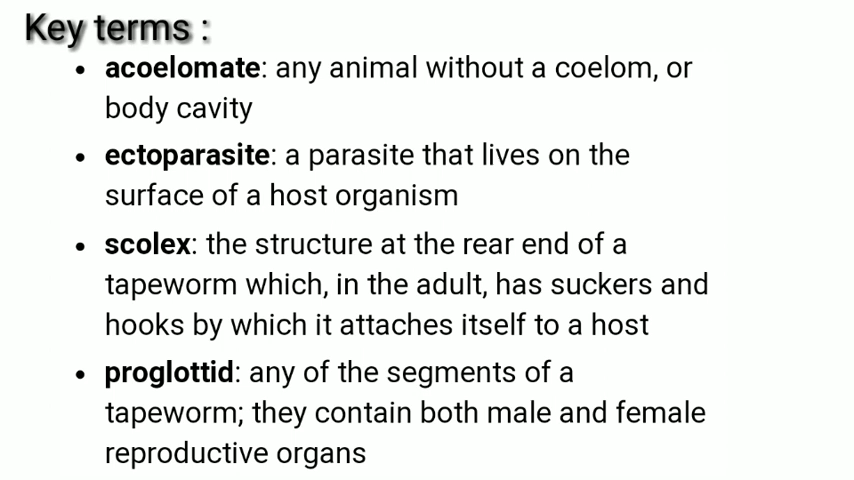 Key terms :
• acoelomate: any animal without a coelom, or
body cavity
• ectoparasite: a parasite that lives on the
surface of a host organism
• scolex: the structure at the rear end of a
tapeworm which, in the adult, has suckers and
hooks by which it attaches itself to a host
• proglottid: any of the segments of a
tapeworm; they contain both male and female
reproductive organs